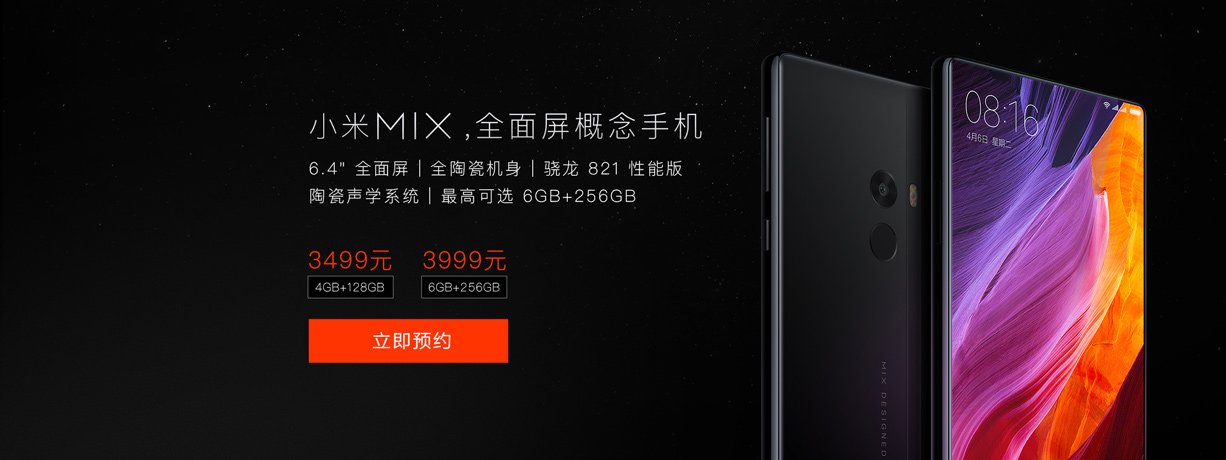 小米MIX ,全面屏概念手机
6.4" 全面屏 | 全陶瓷机身 | 骁龙 821 性能版
陶瓷声学系统 | 最高可选 6GB+256GB
3499元 3999元
4GB+128GB 6GB+256GB
立即预约
08:16
4月6日 星期二
MIX DESIGNED